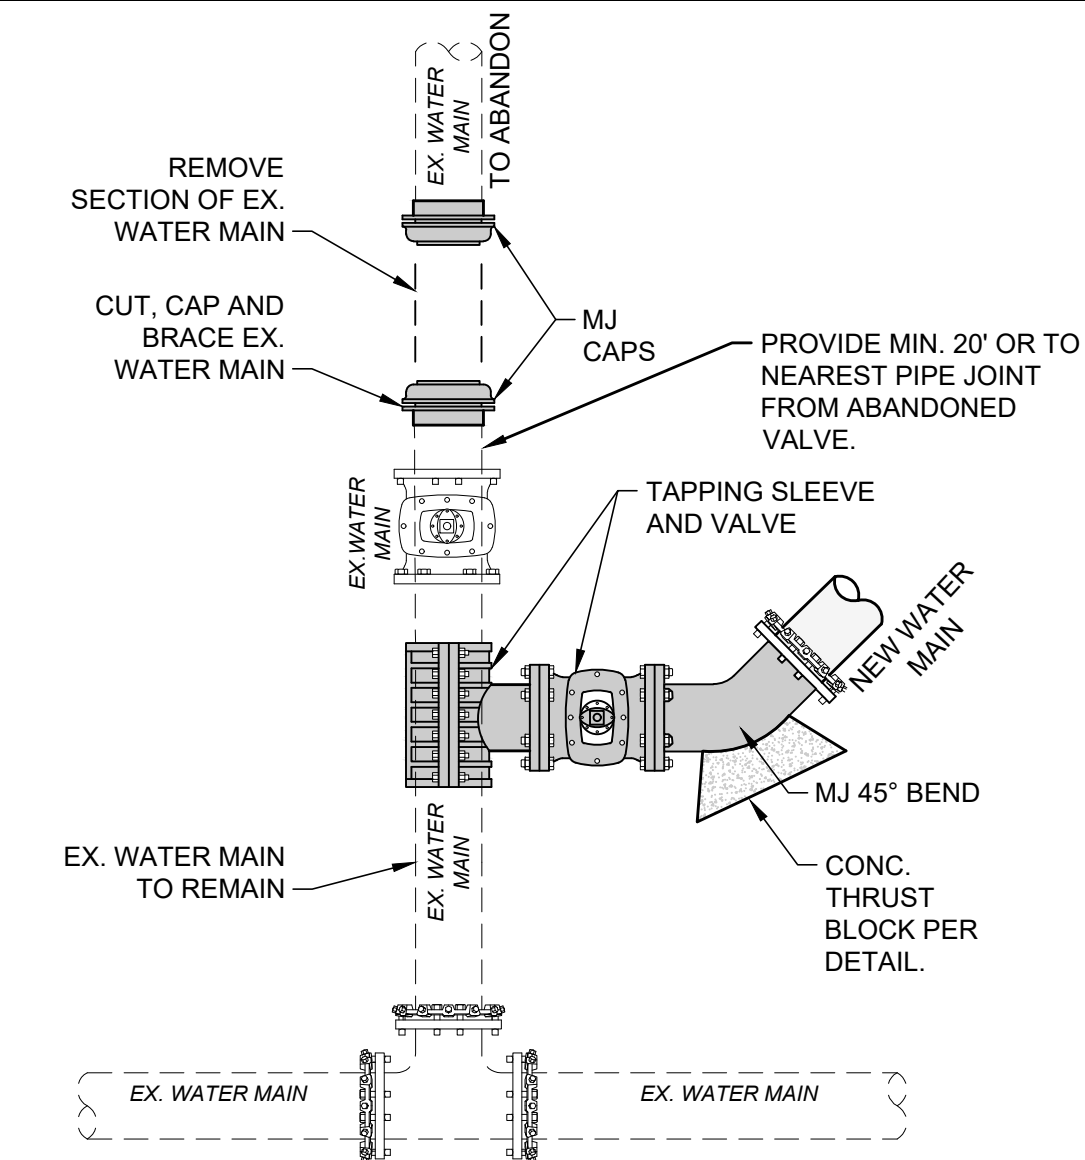 EX. WATER
MAIN
TO ABANDON
REMOVE
SECTION OF EX.
WATER MAIN
CUT, CAP AND
BRACE EX.
WATER MAIN
MJ
CAPS
PROVIDE MIN. 20' OR TO
NEAREST PIPE JOINT
FROM ABANDONED
VALVE.
EX.WATER
MAIN
TAPPING SLEEVE
AND VALVE
NEW WATER
MAIN
MJ 45° BEND
EX. WATER
MAIN
EX. WATER MAIN
TO REMAIN
CONC.
THRUST
BLOCK PER
DETAIL.
EX. WATER MAIN
EX. WATER MAIN